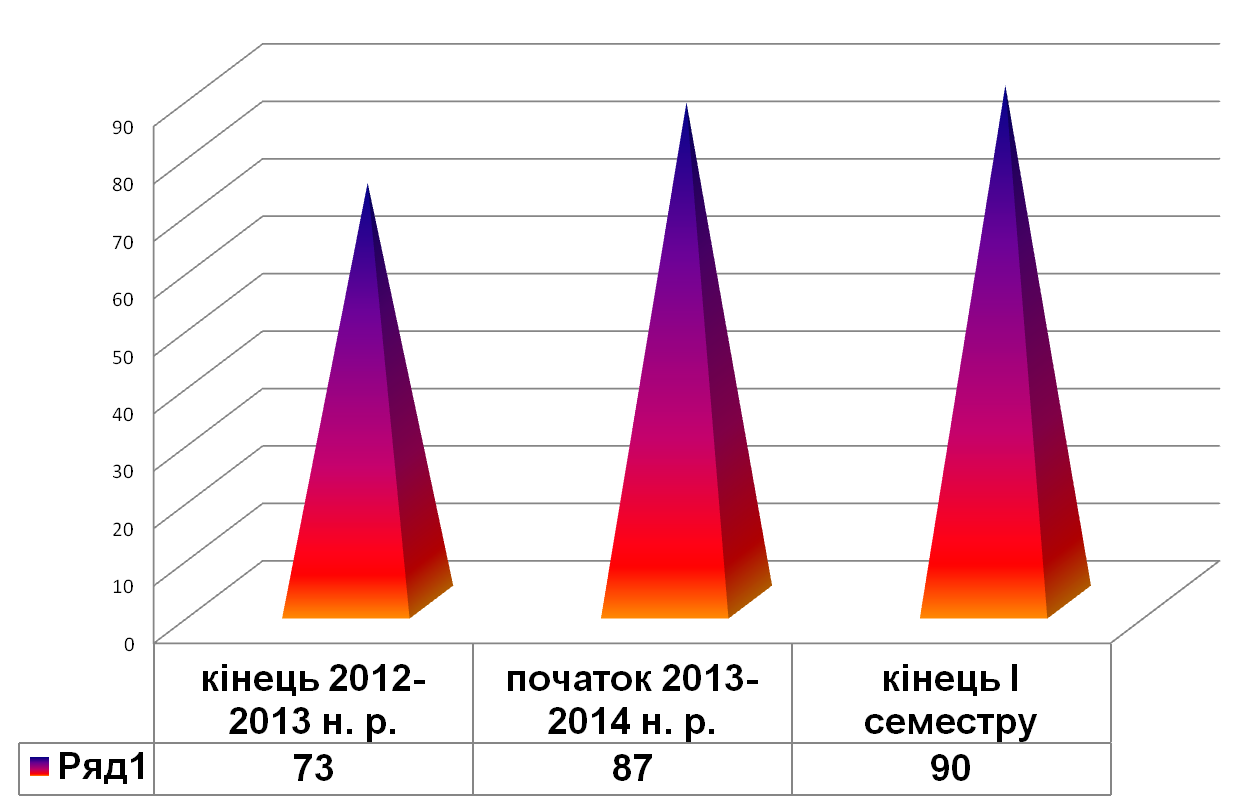 90
80
70
60
50
40
30
20
10
0
кінець 2012-
2013 н. р.
початок 2013-
2014 н. р.
кінець І
семестру
Ряд1 73 87 90